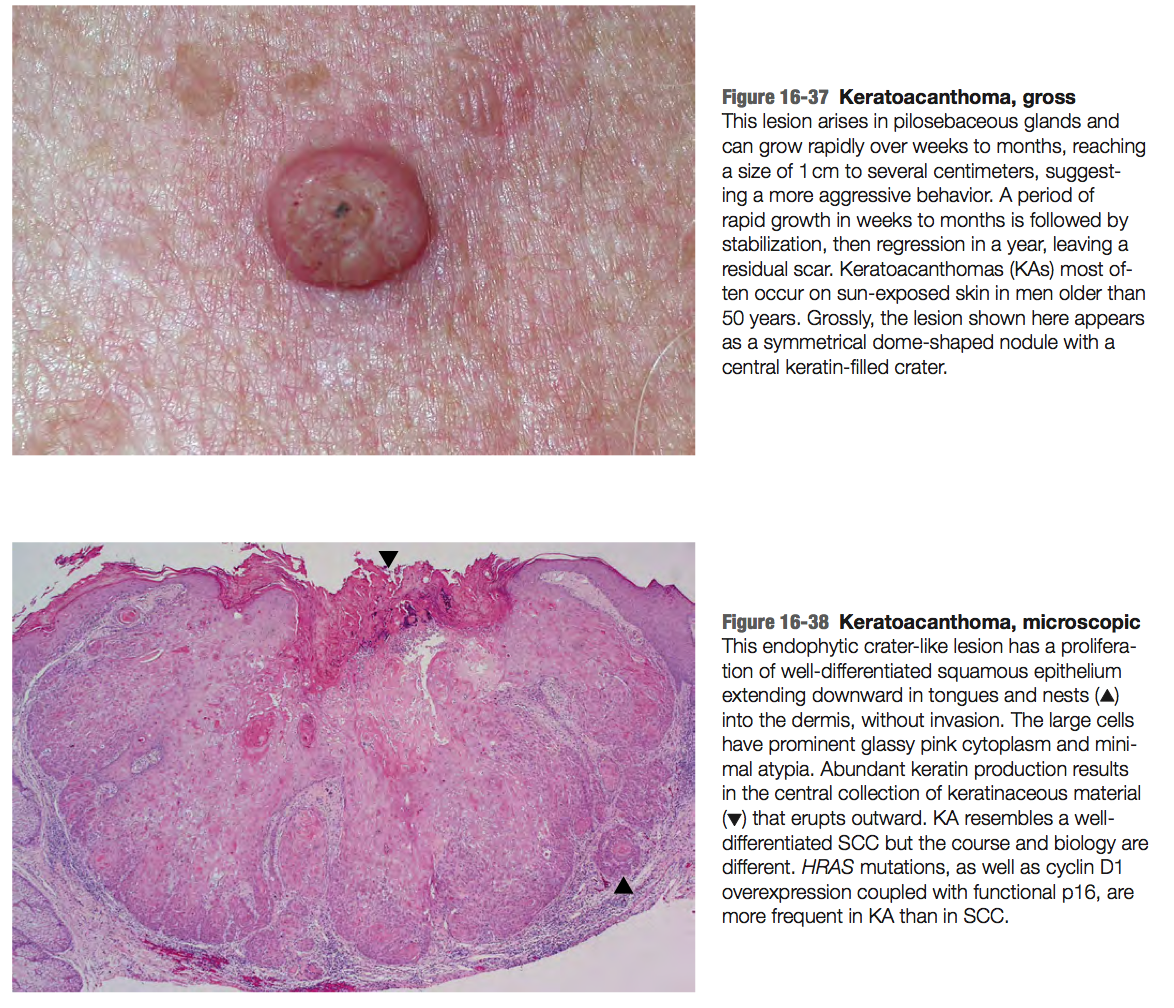 Figure 16-37 Keratoacanthoma, gross
This lesion arises in pilosebaceous glands and
can grow rapidly over weeks to months, reaching
a size of 1 cm to several centimeters, suggest-
ing a more aggressive behavior. A period of
rapid growth in weeks to months is followed by
stabilization, then regression in a year, leaving a
residual scar. Keratoacanthomas (KAs) most of-
ten occur on sun-exposed skin in men older than
50 years. Grossly, the lesion shown here appears
as a symmetrical dome-shaped nodule with a
central keratin-filled crater.
Figure 16-38 Keratoacanthoma, microscopic
This endophytic crater-like lesion has a prolifera-
tion of well-differentiated squamous epithelium
extending downward in tongues and nests (▲)
into the dermis, without invasion. The large cells
have prominent glassy pink cytoplasm and mini-
mal atypia. Abundant keratin production results
in the central collection of keratinaceous material
(▼) that erupts outward. KA resembles a well-
differentiated SCC but the course and biology are
different. HRAS mutations, as well as cyclin D1
overexpression coupled with functional p16, are
more frequent in KA than in SCC.